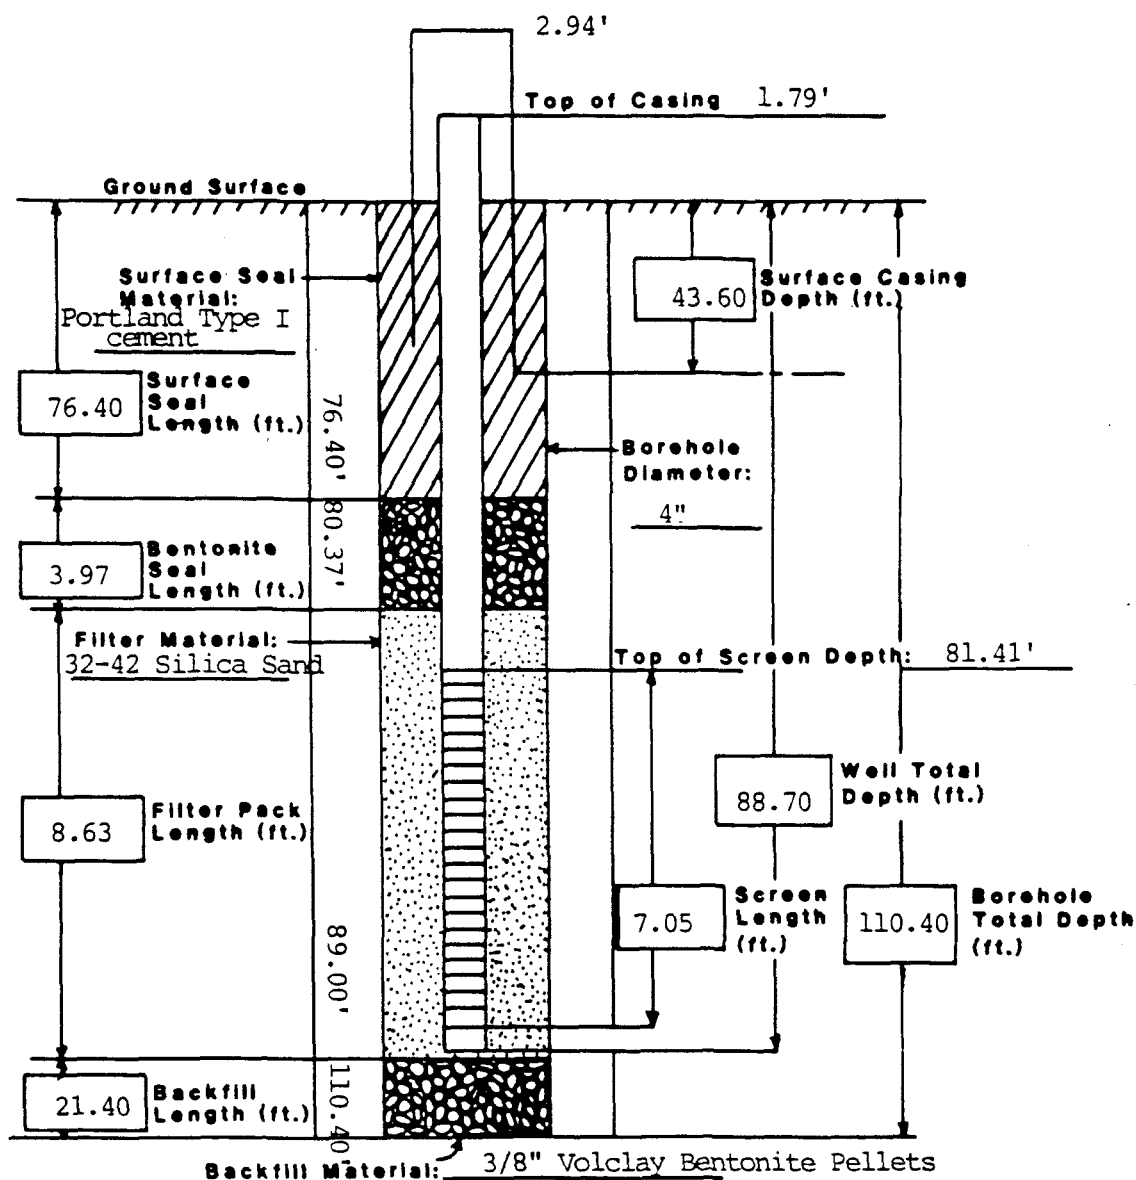 2.94'
Top of Casing 1.79'
Ground Surface
Surface Seal
Material:
Portland Type I
cement
43.60
Surface Casing
Depth (ft.)
76.40
Surface
Seal
Length (ft.)
76.40'
Borehole
Diameter:
4"
80.37'
3.97
Bentonite
Seal
Length (ft.)
Filter Material:
32-42 Silica Sand
Top of Screen Depth: 81.41'
88.70
Well Total
Depth (ft.)
8.63
Filter Pack
Length (ft.)
7.05
Screen
Length
(ft.)
110.40
Borehole
Total Depth
(ft.)
89.00'
21.40
Backfill
Length (ft.)
110.40'
Backfill Material: 3/8" Volclay Bentonite Pellets